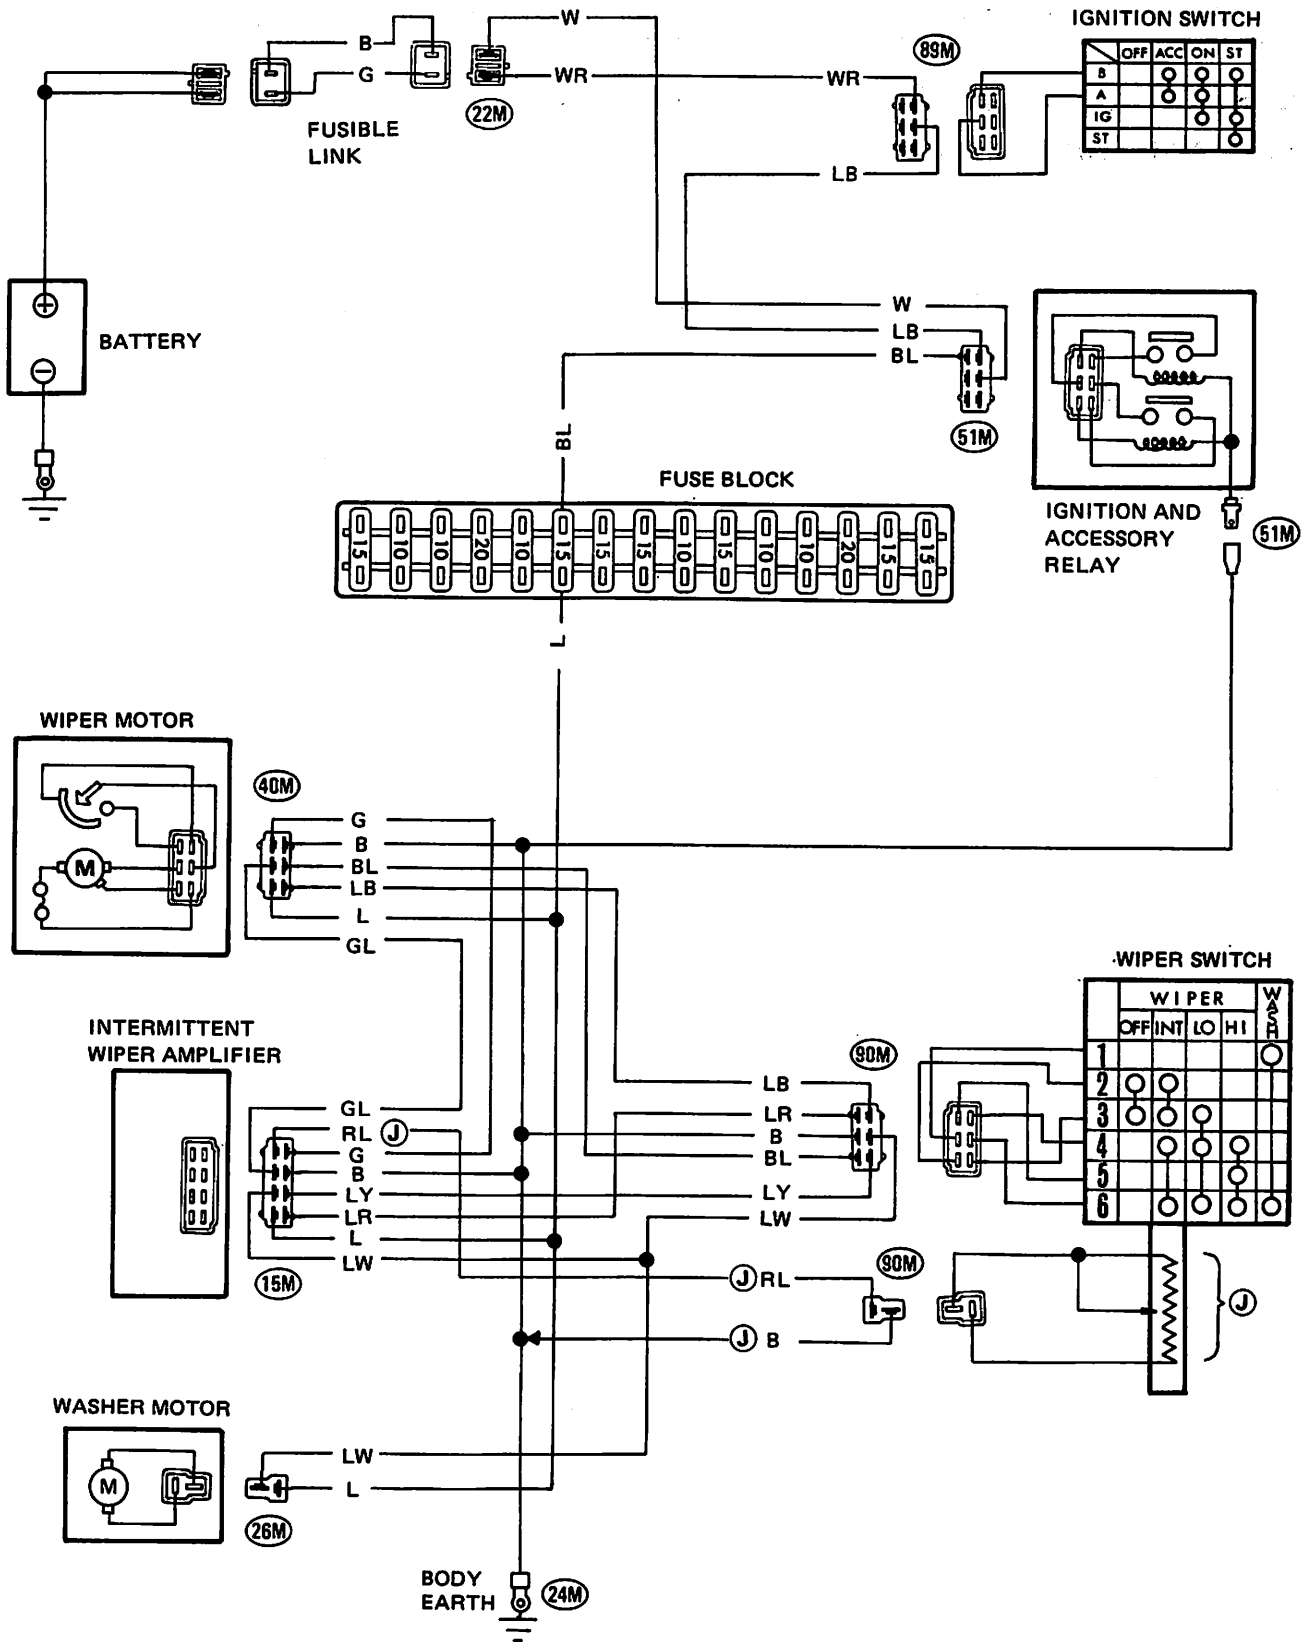 IGNITION SWITCH
OFF ACC ON ST
B
A
IG
ST
89M
B
G
W
WR
WR
22M
FUSIBLE
LINK
LB
+
BATTERY
-
W
LB
BL
51M
BL
IGNITION AND
ACCESSORY
RELAY
51M
FUSE BLOCK
15 10 10 20 10 15 15 15 10 15 10 10 20 15 15
L
WIPER MOTOR
M
40M
G
B
BL
LB
L
GL
WIPER SWITCH
WIPER WASH
OFF INT LO HI
1
2
3
4
5
6
J
INTERMITTENT
WIPER AMPLIFIER
GL
RL J
G
B
LY
LR
L
LW
15M
90M
LB
LR
B
BL
LY
LW
90M
J RL
J B
WASHER MOTOR
M
LW
L
26M
BODY
EARTH
24M